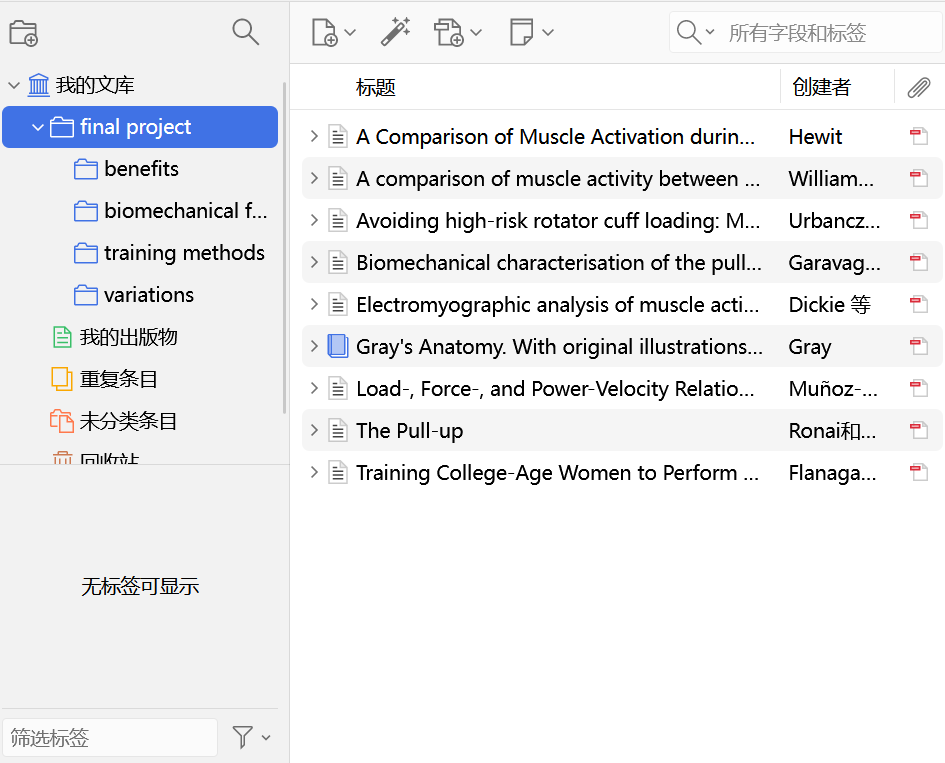 我的文库
final project
benefits
biomechanical f...
training methods
variations
我的出版物
重复条目
未分类条目
回收站
无标签可显示
筛选标签
所有字段和标签
标题 创建者
A Comparison of Muscle Activation durin... Hewit
A comparison of muscle activity between ... William...
Avoiding high-risk rotator cuff loading: M... Urbancz...
Biomechanical characterisation of the pull... Garavag...
Electromyographic analysis of muscle acti... Dickie 等
Gray's Anatomy. With original illustrations... Gray
Load-, Force-, and Power-Velocity Relatio... Muñoz-...
The Pull-up Ronai和...
Training College-Age Women to Perform ... Flanaga...